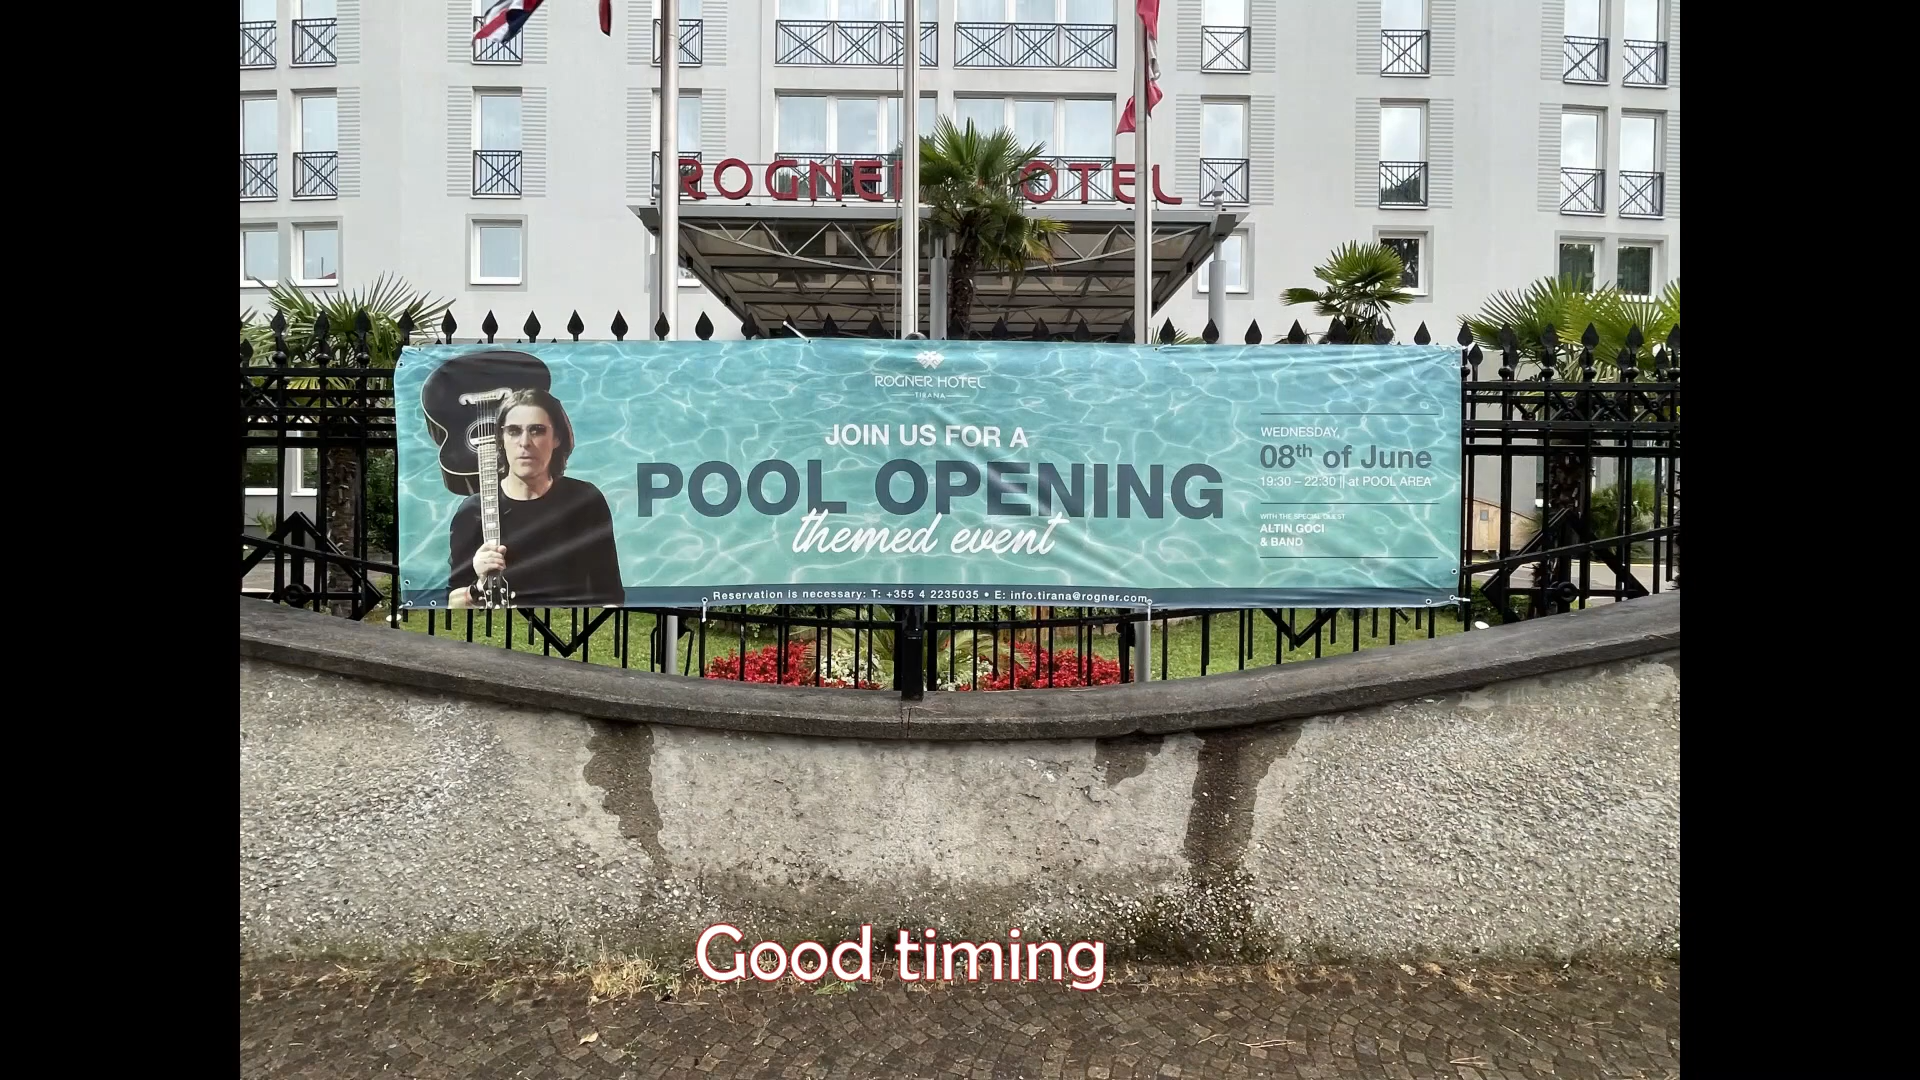 ROGNER HOTEL
ROGNER HOTEL
TIRANA
JOIN US FOR A
POOL OPENING
themed event
WEDNESDAY,
08th of June
19:30 – 22:30 || at POOL AREA
WITH THE SPECIAL GUEST
ALTIN GOCI
& BAND
Reservation is necessary: T: +355 4 2235035 • E: info.tirana@rogner.com
Good timing